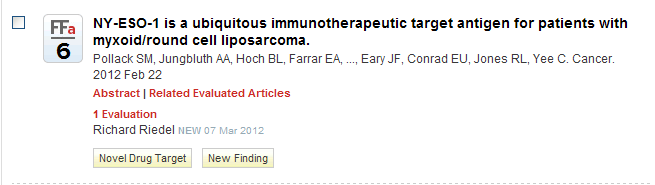 FFa
6
NY-ESO-1 is a ubiquitous immunotherapeutic target antigen for patients with
myxoid/round cell liposarcoma.
Pollack SM, Jungbluth AA, Hoch BL, Farrar EA, ..., Eary JF, Conrad EU, Jones RL, Yee C. Cancer.
2012 Feb 22
Abstract | Related Evaluated Articles
1 Evaluation
Richard Riedel NEW 07 Mar 2012
Novel Drug Target New Finding